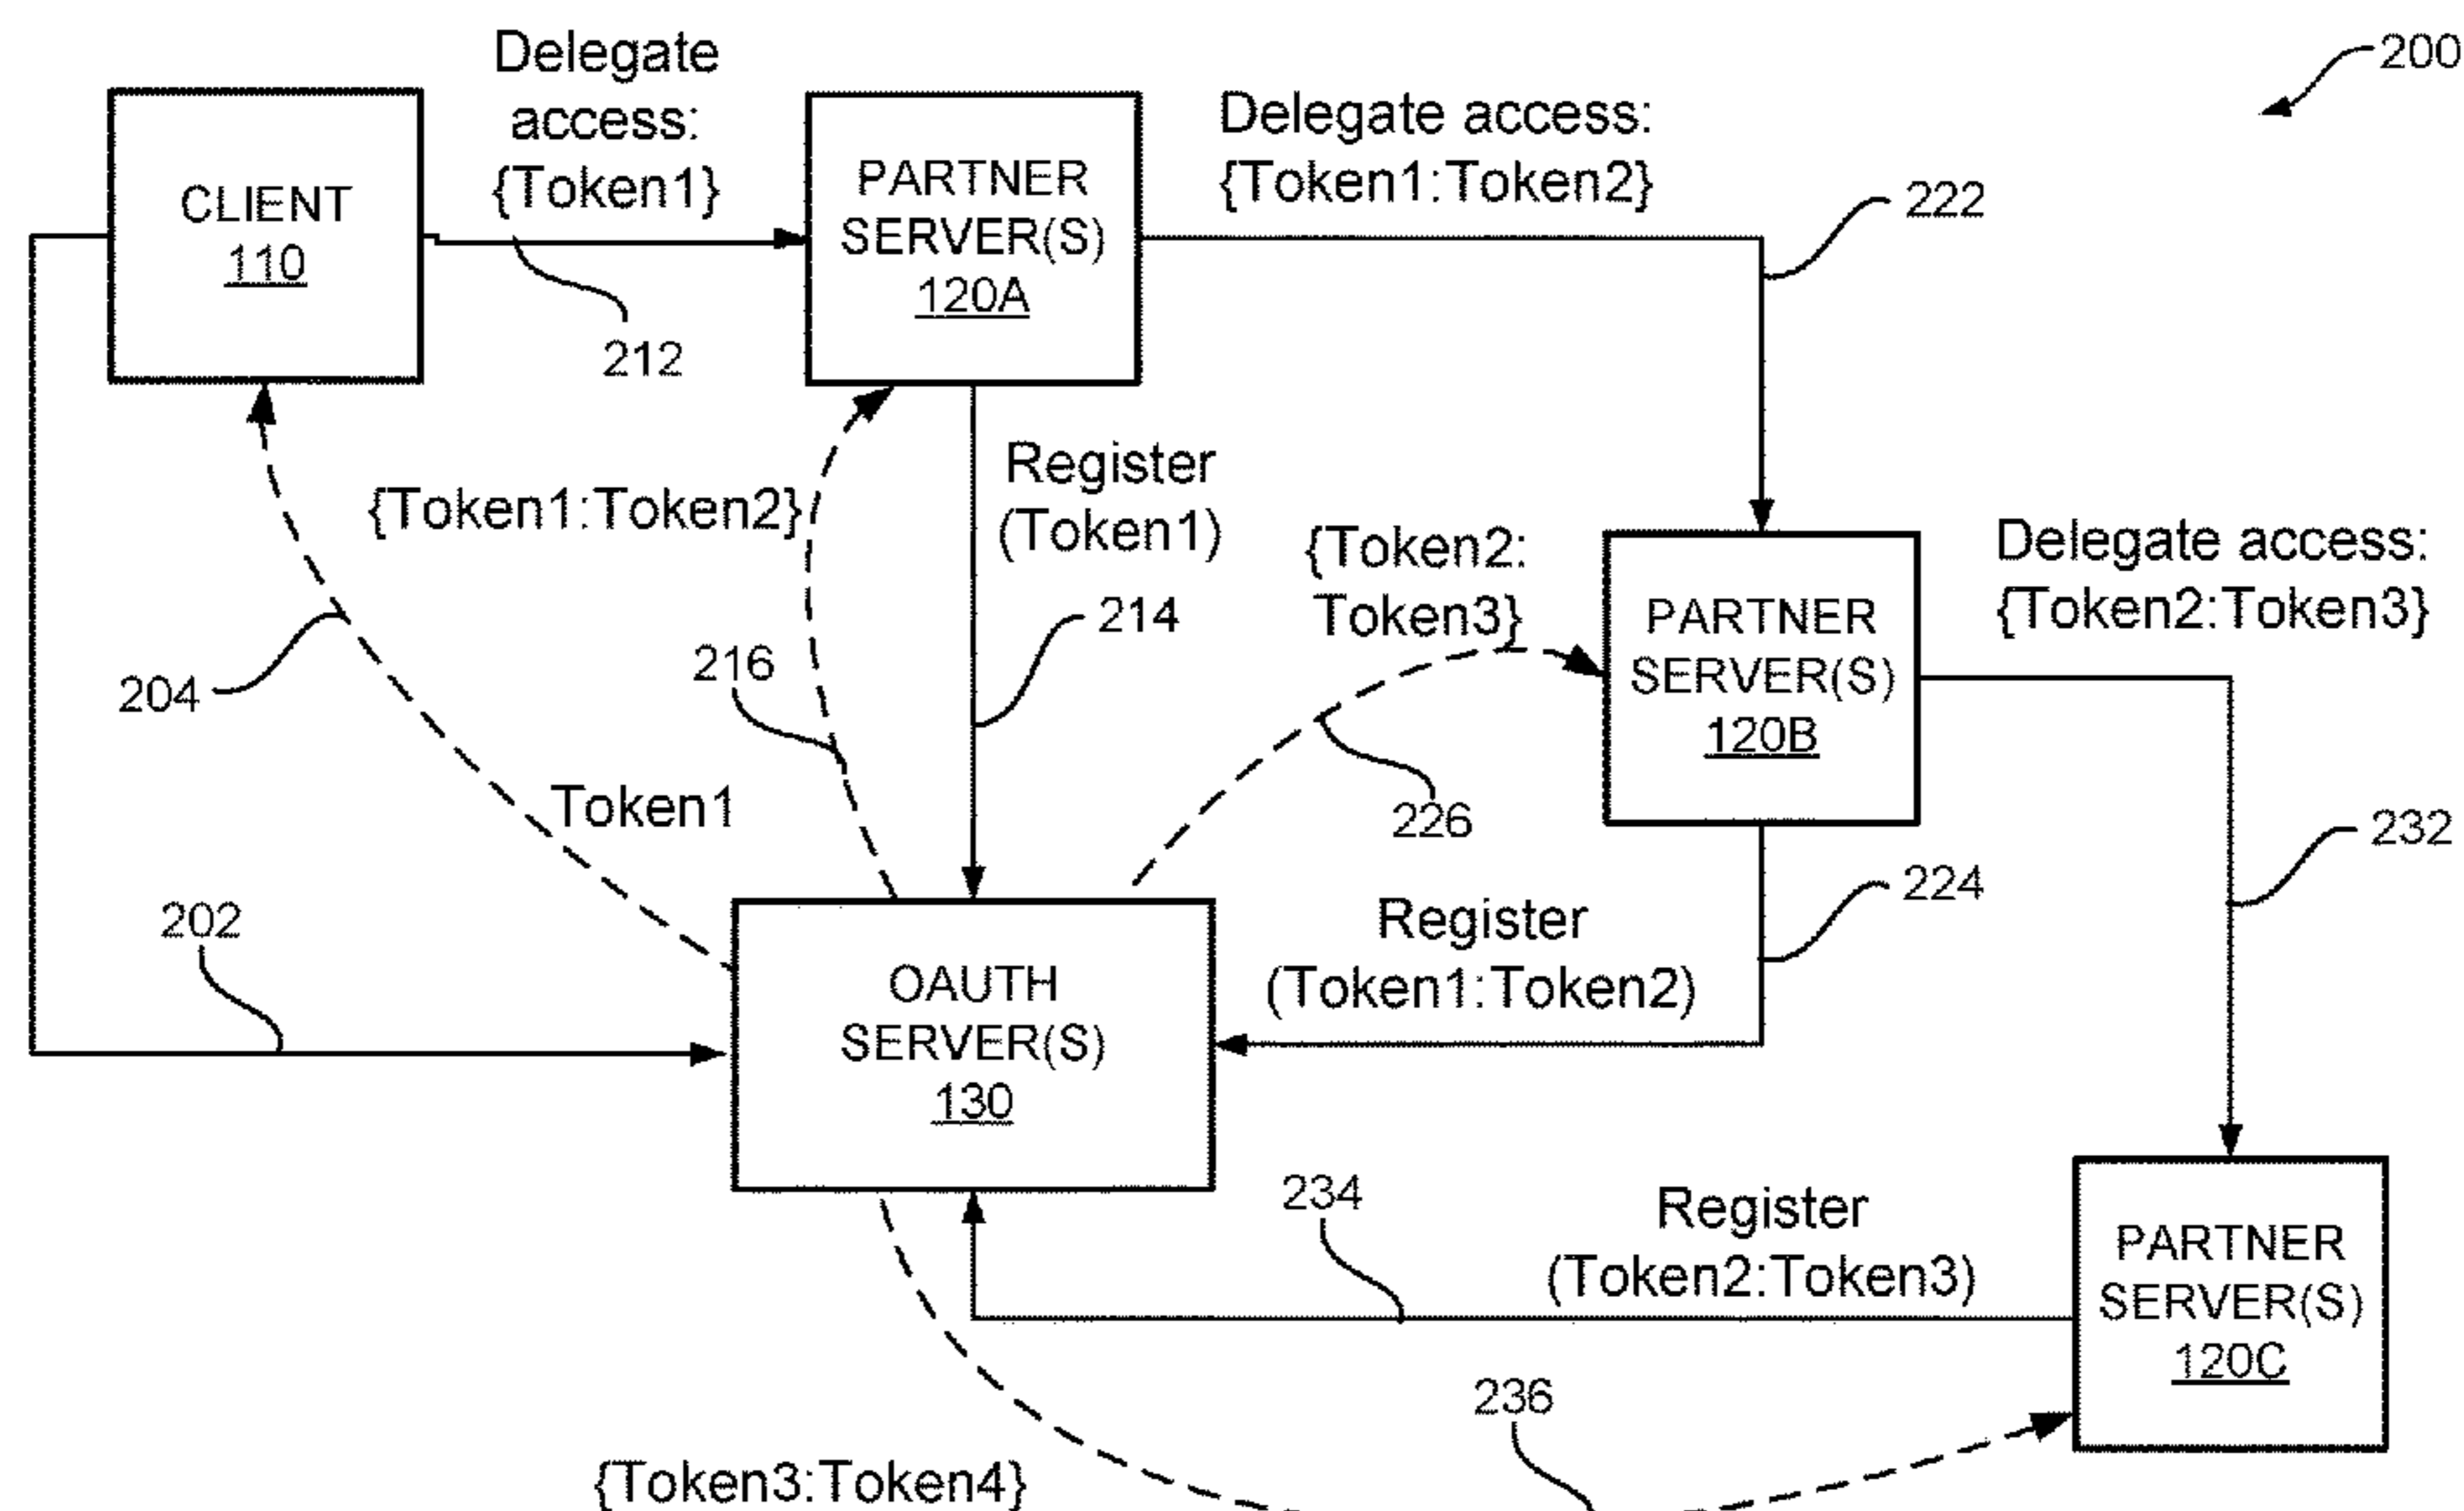 200
Delegate
access:
{Token1}
CLIENT
110
212
PARTNER
SERVER(S)
120A
Delegate access:
{Token1:Token2}
222
{Token1:Token2}
Register
(Token1)
214
216
204
Token1
202
{Token2:
Token3}
226
PARTNER
SERVER(S)
120B
Delegate access:
{Token2:Token3}
232
224
Register
(Token1:Token2)
OAUTH
SERVER(S)
130
234
Register
(Token2:Token3)
PARTNER
SERVER(S)
120C
236
{Token3:Token4}